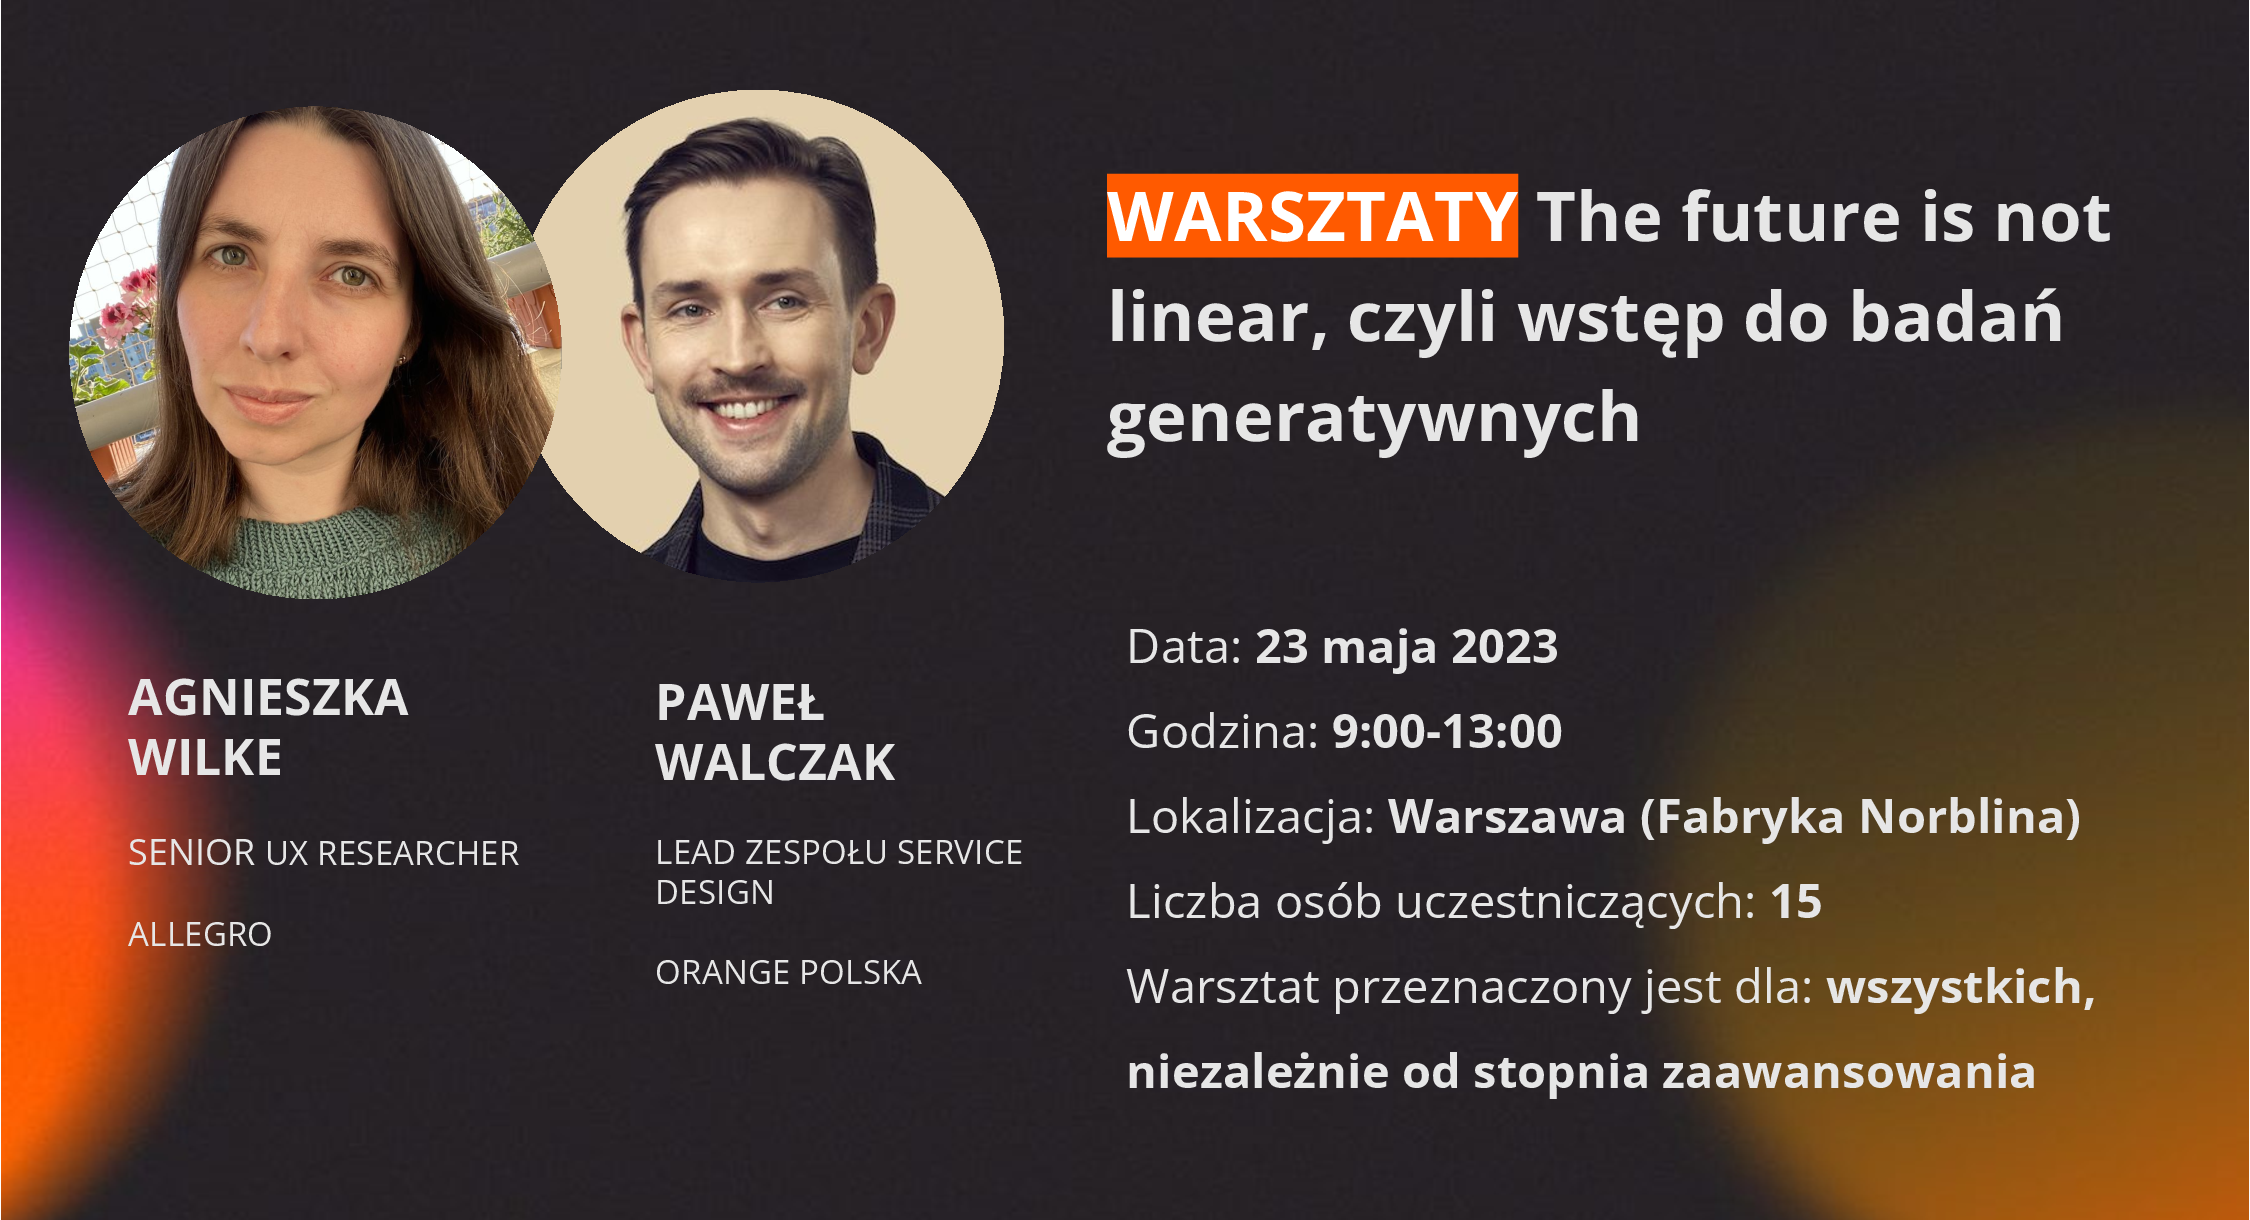 WARSZTATY The future is not
linear, czyli wstęp do badań
generatywnych
AGNIESZKA
WILKE
SENIOR UX RESEARCHER
ALLEGRO
PAWEŁ
WALCZAK
LEAD ZESPOŁU SERVICE
DESIGN
ORANGE POLSKA
Data: 23 maja 2023
Godzina: 9:00-13:00
Lokalizacja: Warszawa (Fabryka Norblina)
Liczba osób uczestniczących: 15
Warsztat przeznaczony jest dla: wszystkich,
niezależnie od stopnia zaawansowania